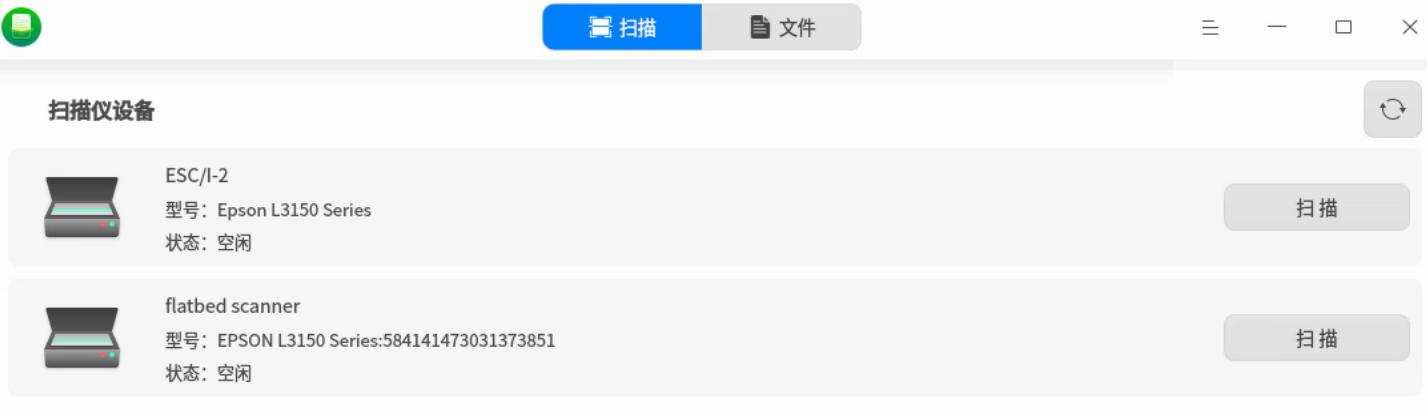 扫描 文件
扫描仪设备
ESC/I-2
型号：Epson L3150 Series
状态：空闲
扫描
flatbed scanner
型号：EPSON L3150 Series:584141473031373851
状态：空闲
扫描